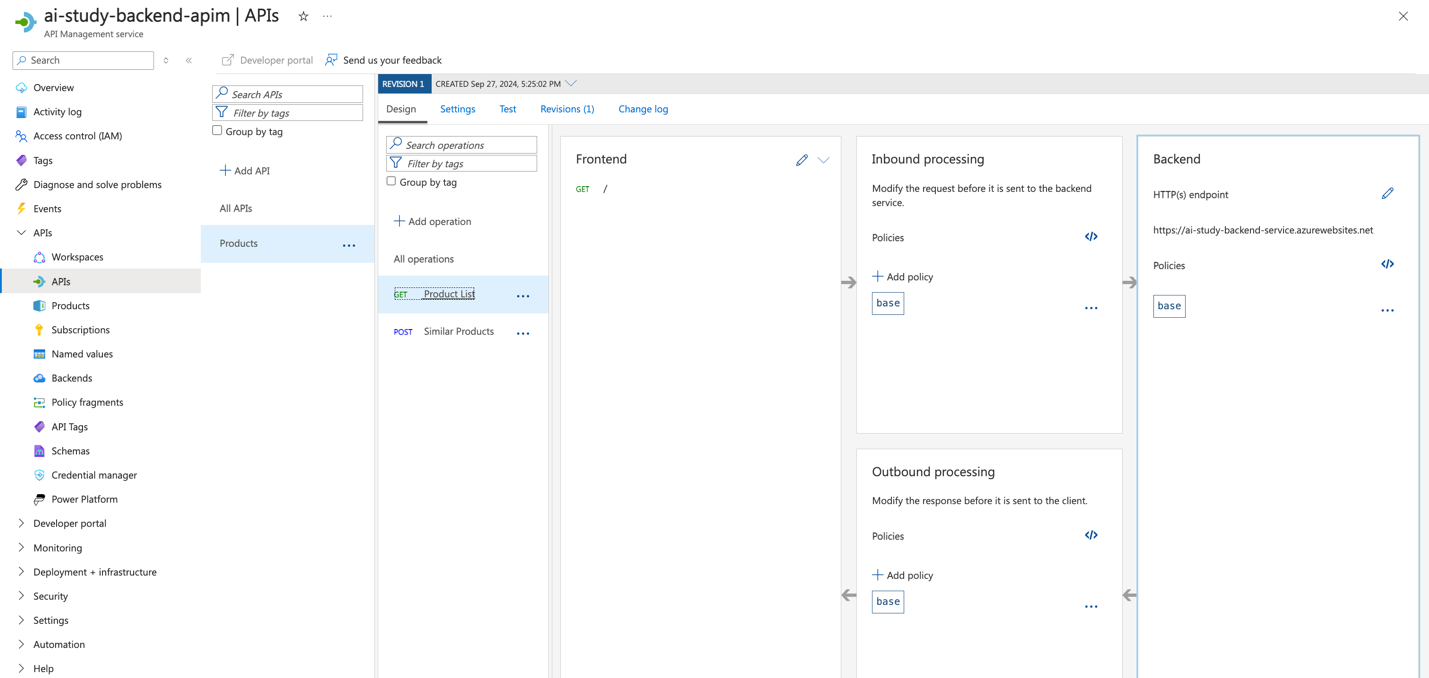 ai-study-backend-apim | APIs
API Management service
Search
Developer portal
Send us your feedback
Overview
Activity log
Access control (IAM)
Tags
Diagnose and solve problems
Events
APIs
Workspaces
APIs
Products
Subscriptions
Named values
Backends
Policy fragments
API Tags
Schemas
Credential manager
Power Platform
Developer portal
Monitoring
Deployment + infrastructure
Security
Settings
Automation
Help
Search APIs
Filter by tags
Group by tag
Add API
All APIs
Products
REVISION 1 CREATED Sep 27, 2024, 5:25:02 PM
Design Settings Test Revisions (1) Change log
Search operations
Filter by tags
Group by tag
Add operation
All operations
GET Product List
POST Similar Products
Frontend
GET /
Inbound processing
Modify the request before it is sent to the backend
service.
Policies
</>
Add policy
base
Outbound processing
Modify the response before it is sent to the client.
Policies
</>
Add policy
base
Backend
HTTP(s) endpoint
https://ai-study-backend-service.azurewebsites.net
Policies
</>
base